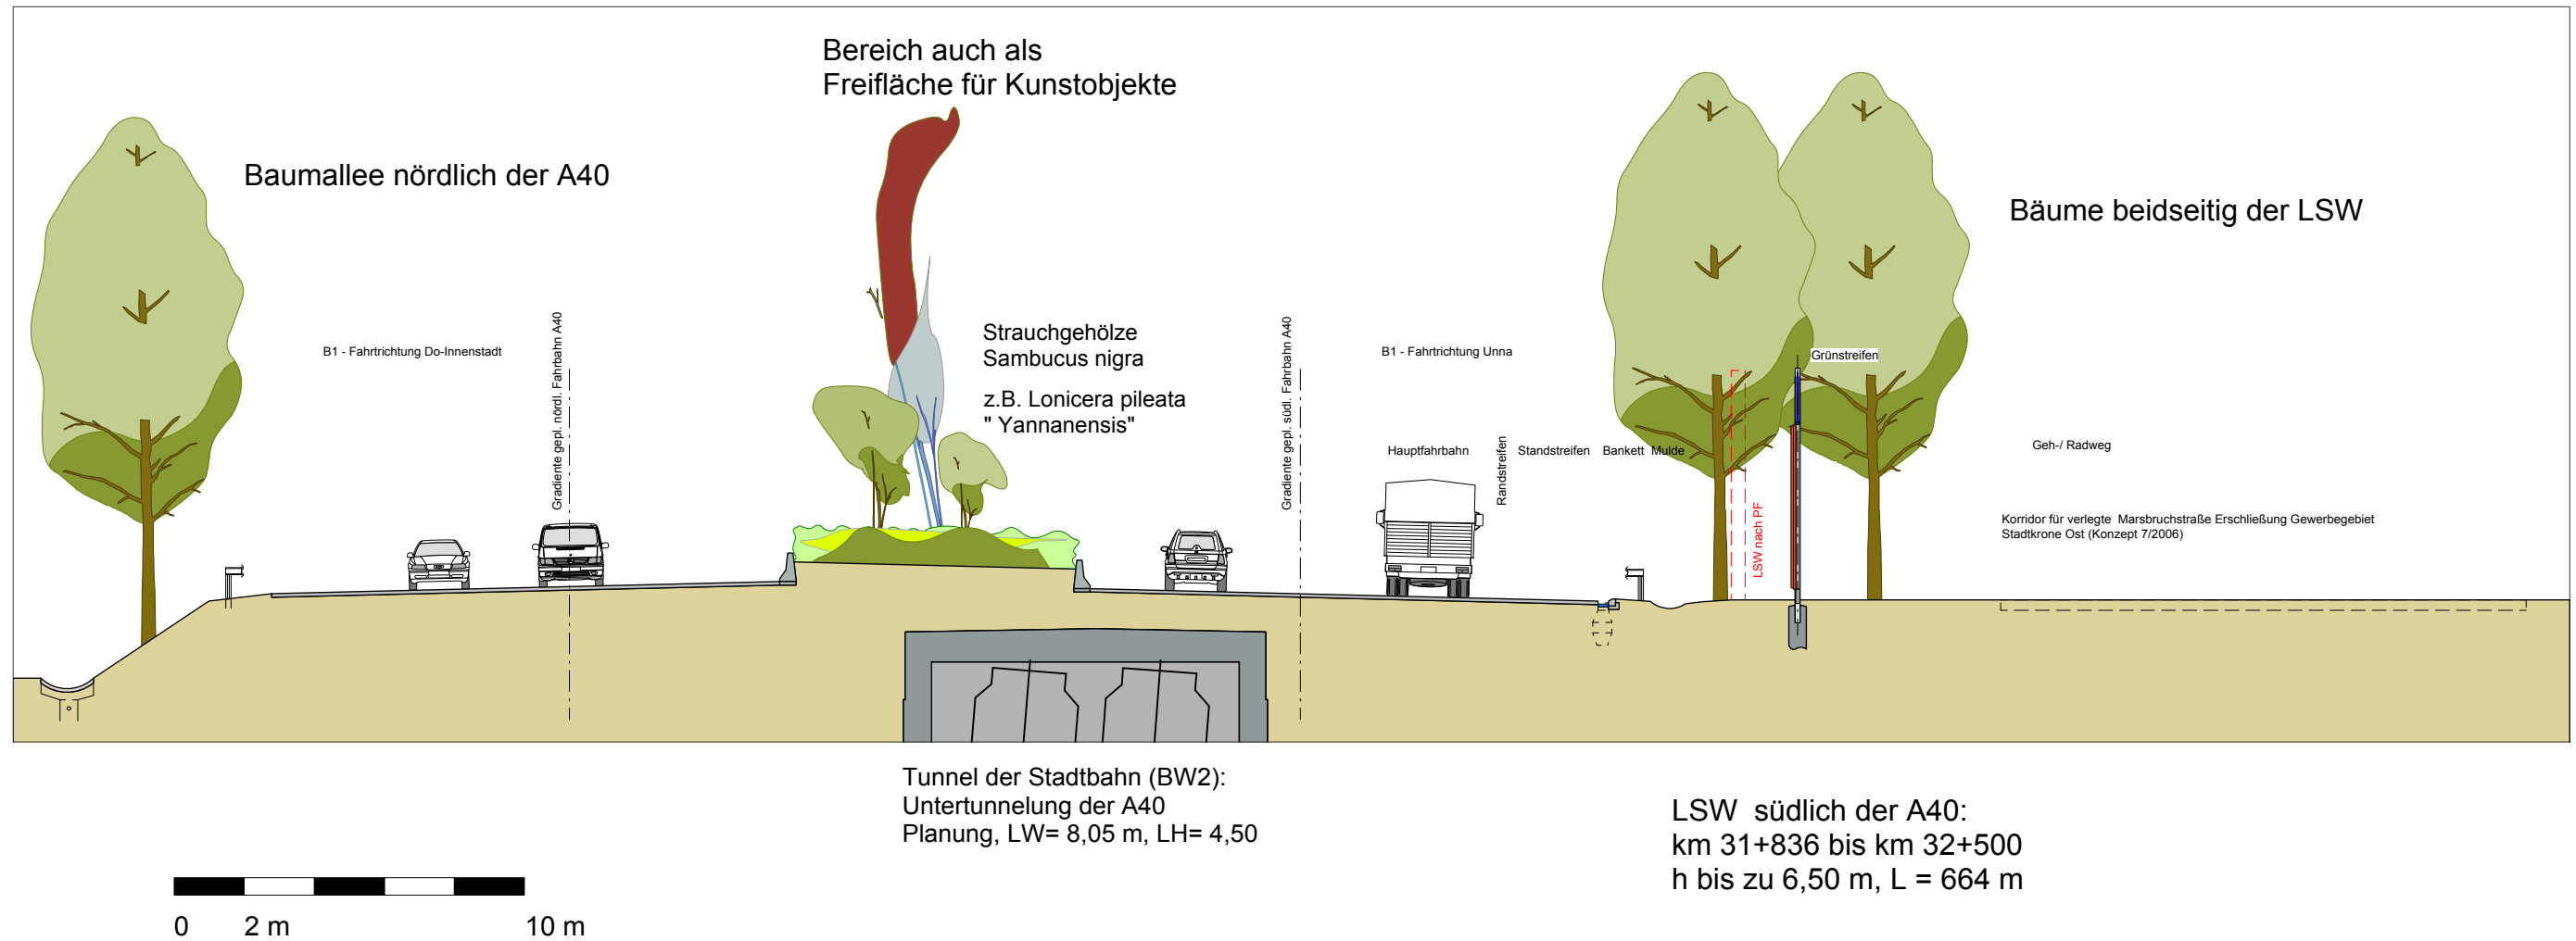 Bereich auch als
Freifläche für Kunstobjekte
Baumallee nördlich der A40
Bäume beidseitig der LSW
B1 - Fahrtrichtung Do-Innenstadt
Gradiente gepl. nördl. Fahrbahn A40
Strauchgehölze
Sambucus nigra
z.B. Lonicera pileata
" Yannanensis"
Gradiente gepl. südl. Fahrbahn A40
B1 - Fahrtrichtung Unna
Grünstreifen
Hauptfahrbahn
Randstreifen
Standstreifen
Bankett
Mulde
LSW nach PF
Geh-/ Radweg
Korridor für verlegte Marsbruchstraße Erschließung Gewerbegebiet
Stadtkrone Ost (Konzept 7/2006)
Tunnel der Stadtbahn (BW2):
Untertunnelung der A40
Planung, LW= 8,05 m, LH= 4,50
LSW südlich der A40:
km 31+836 bis km 32+500
h bis zu 6,50 m, L = 664 m
0 2 m 10 m